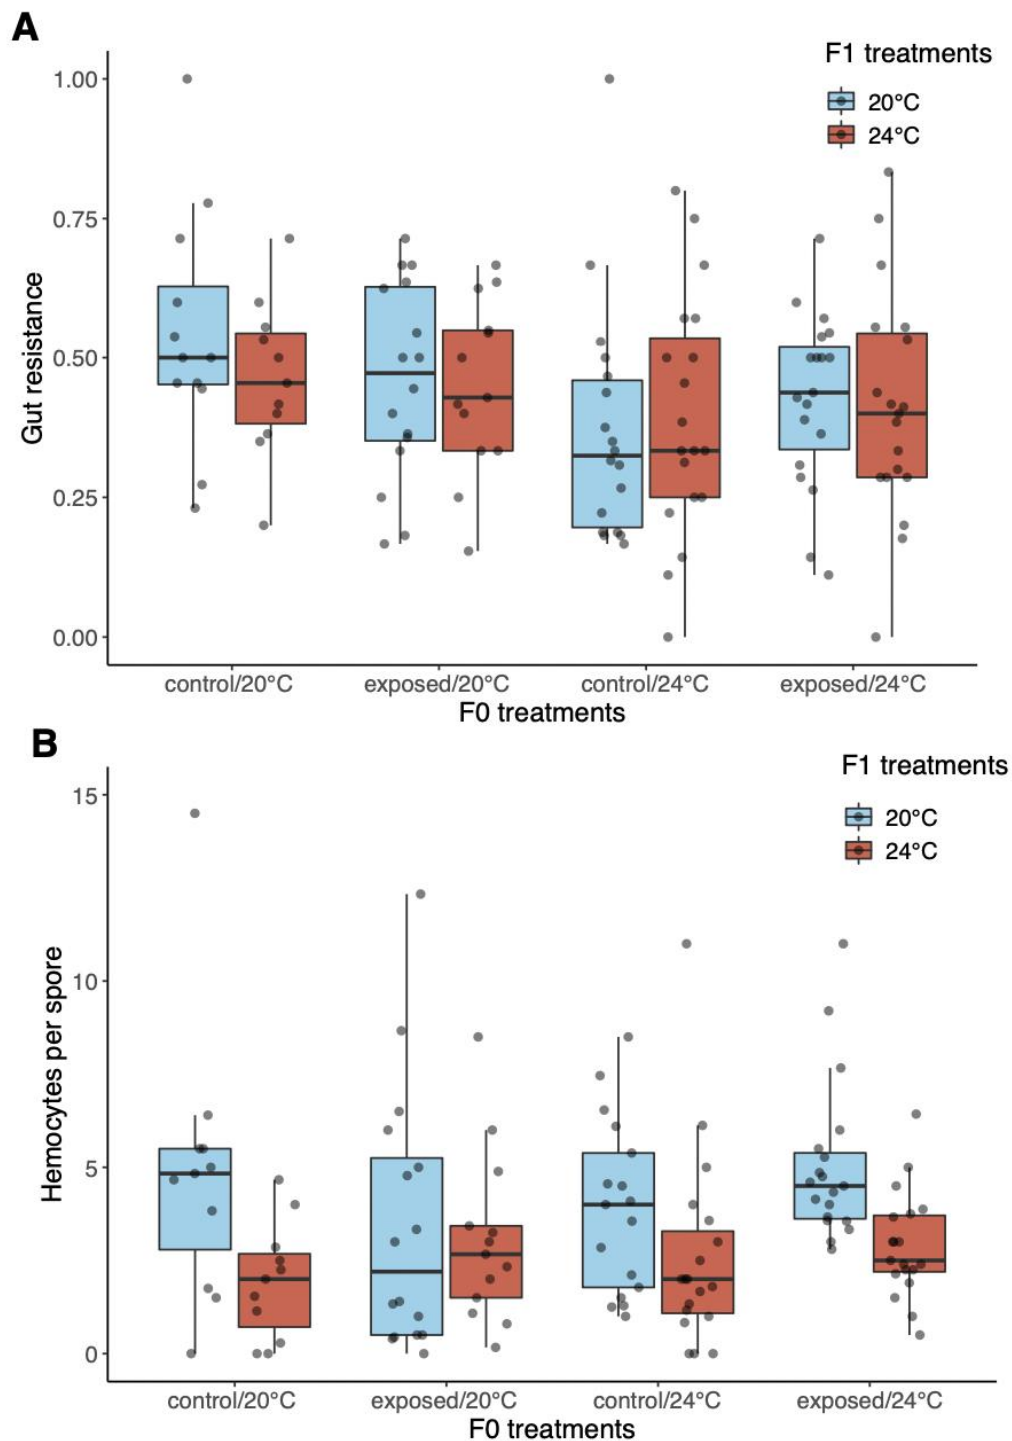 A
F1 treatments
20°C
24°C
1.00
0.75
0.50
0.25
0.00
Gut resistance
control/20°C exposed/20°C control/24°C exposed/24°C
F0 treatments
B
F1 treatments
20°C
24°C
15
10
5
0
Hemocytes per spore
control/20°C exposed/20°C control/24°C exposed/24°C
F0 treatments